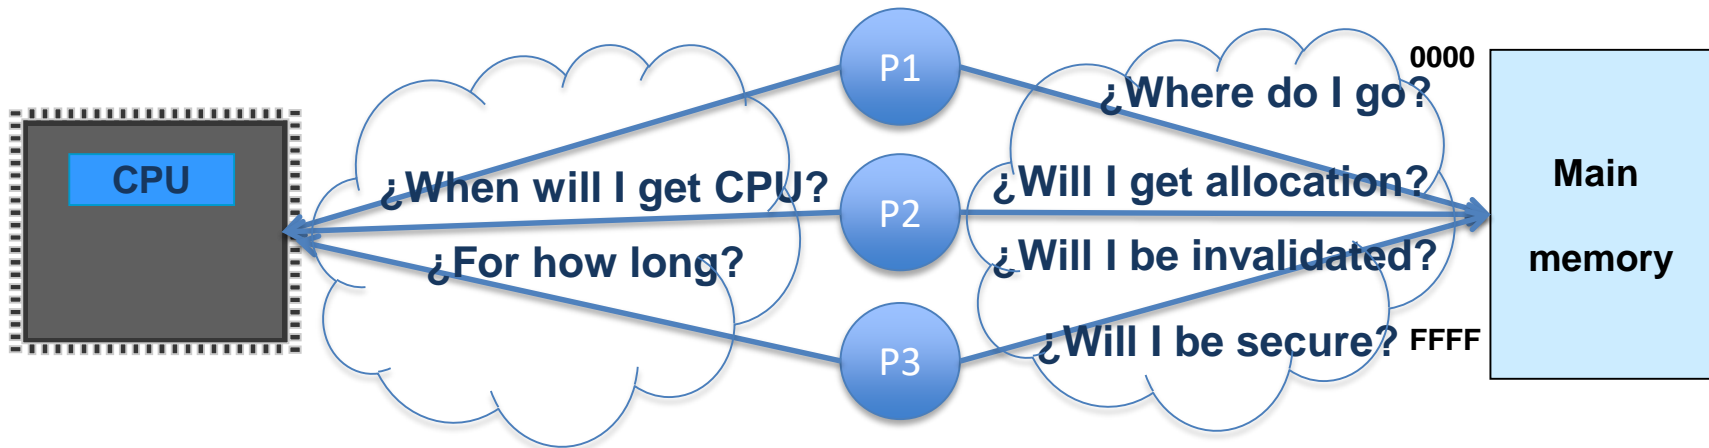 CPU
¿When will I get CPU?
¿For how long?
P1
P2
P3
¿Where do I go?
¿Will I get allocation?
¿Will I be invalidated?
¿Will I be secure?
0000
FFFF
Main
memory